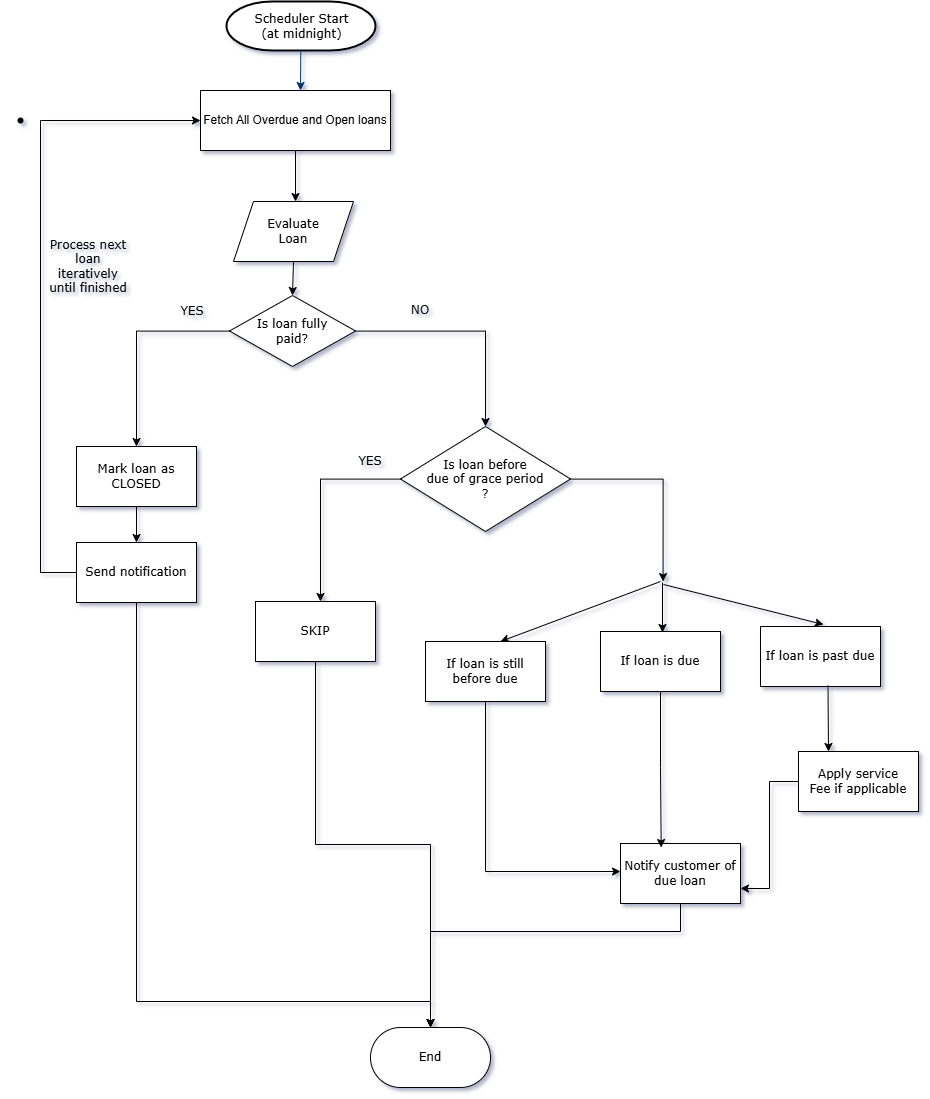 Scheduler Start
(at midnight)
Fetch All Overdue and Open loans
Evaluate
Loan
Process next
loan
iteratively
until finished
YES
NO
Is loan fully
paid?
Mark loan as
CLOSED
YES
Is loan before
due of grace period
?
Send notification
SKIP
If loan is still
before due
If loan is due
If loan is past due
Apply service
Fee if applicable
Notify customer of
due loan
End